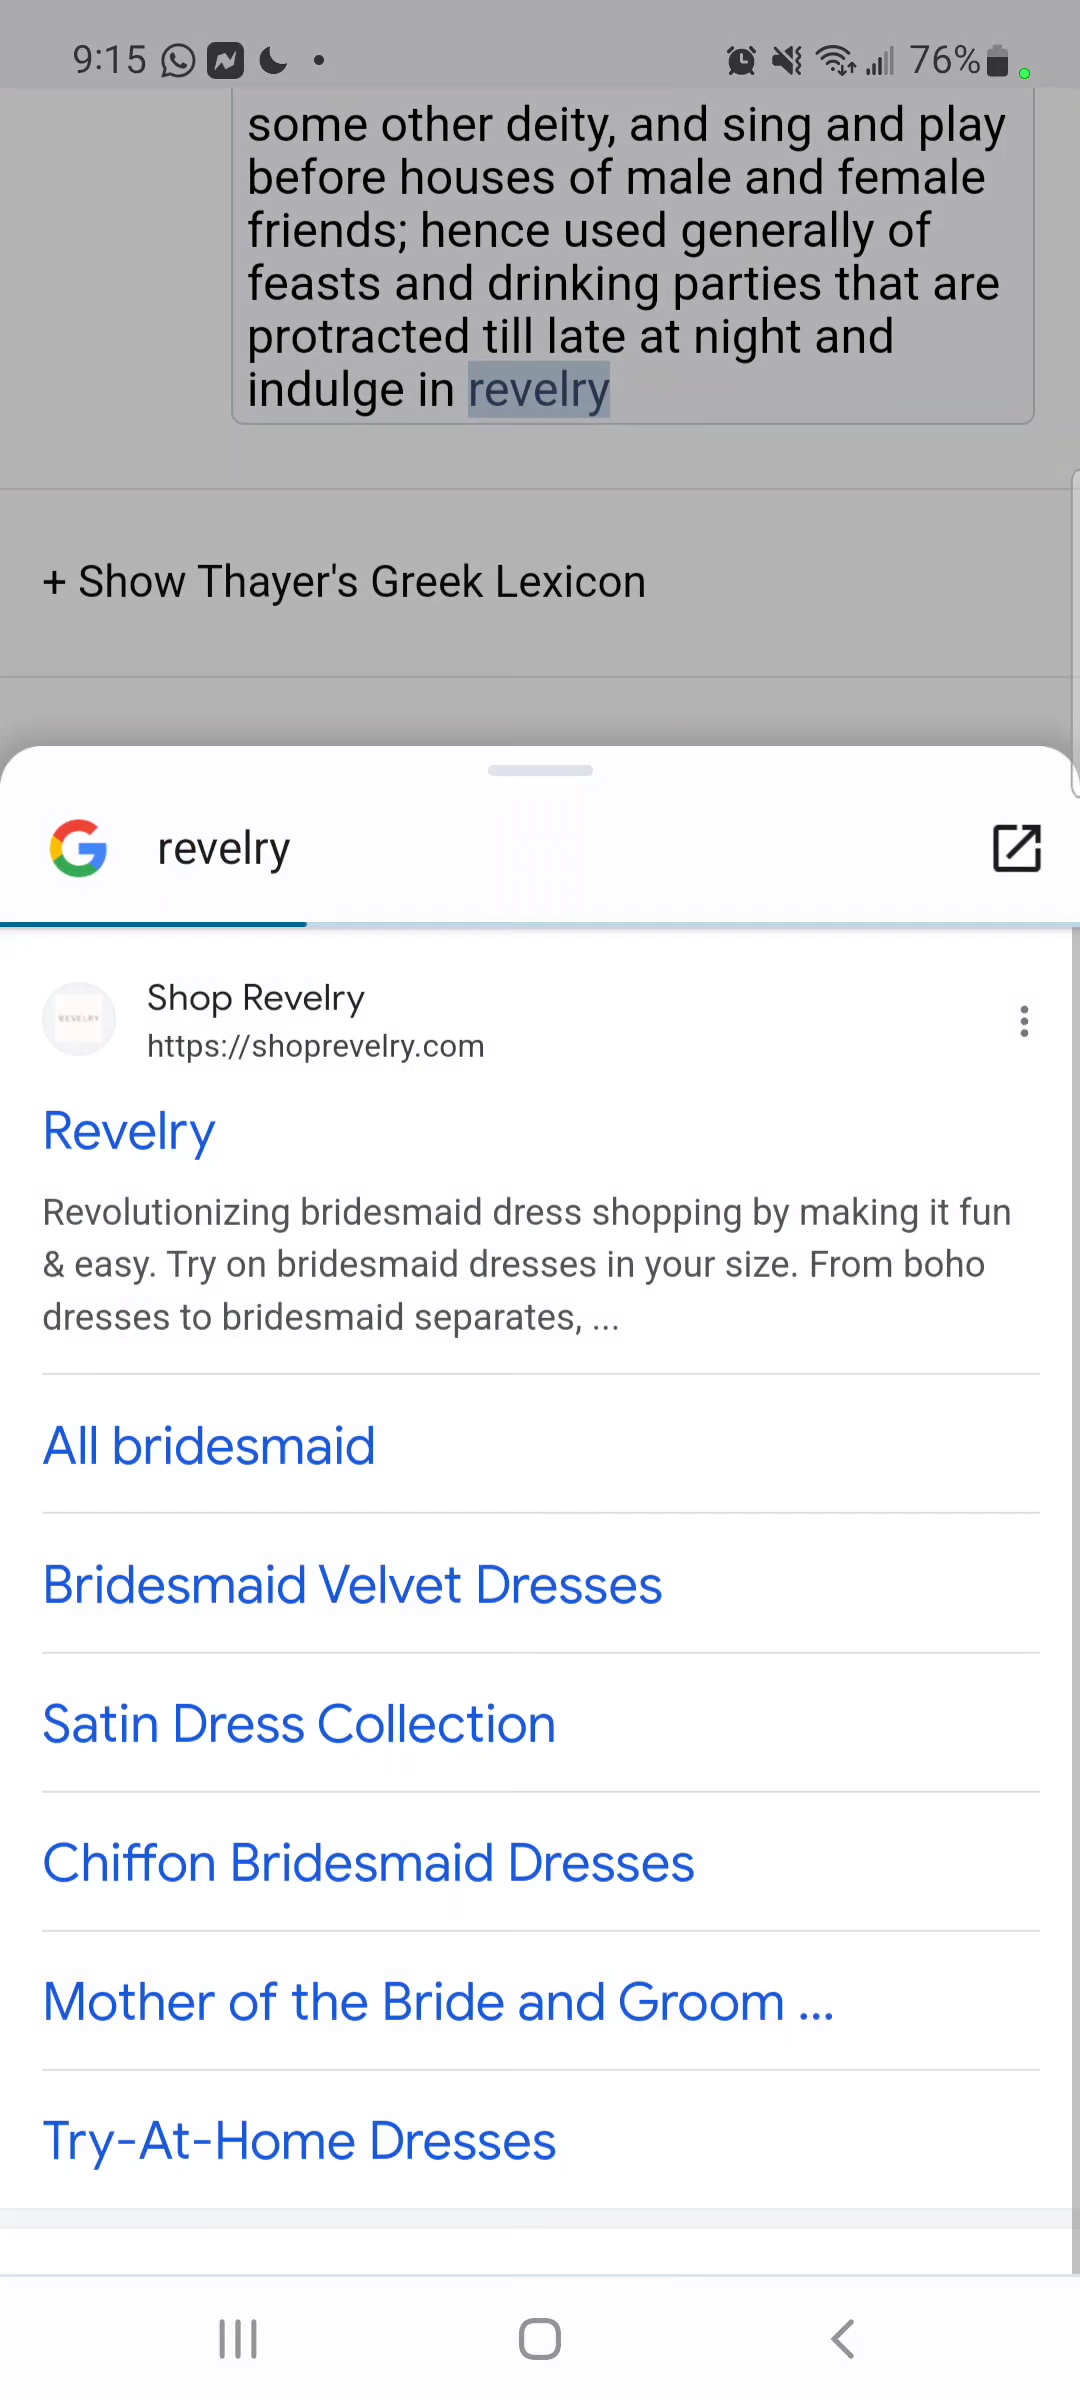 9:15
76%
some other deity, and sing and play
before houses of male and female
friends; hence used generally of
feasts and drinking parties that are
protracted till late at night and
indulge in revelry
+ Show Thayer's Greek Lexicon
revelry
REVELRY
Shop Revelry
https://shoprevelry.com
Revelry
Revolutionizing bridesmaid dress shopping by making it fun
& easy. Try on bridesmaid dresses in your size. From boho
dresses to bridesmaid separates, ...
All bridesmaid
Bridesmaid Velvet Dresses
Satin Dress Collection
Chiffon Bridesmaid Dresses
Mother of the Bride and Groom ...
Try-At-Home Dresses